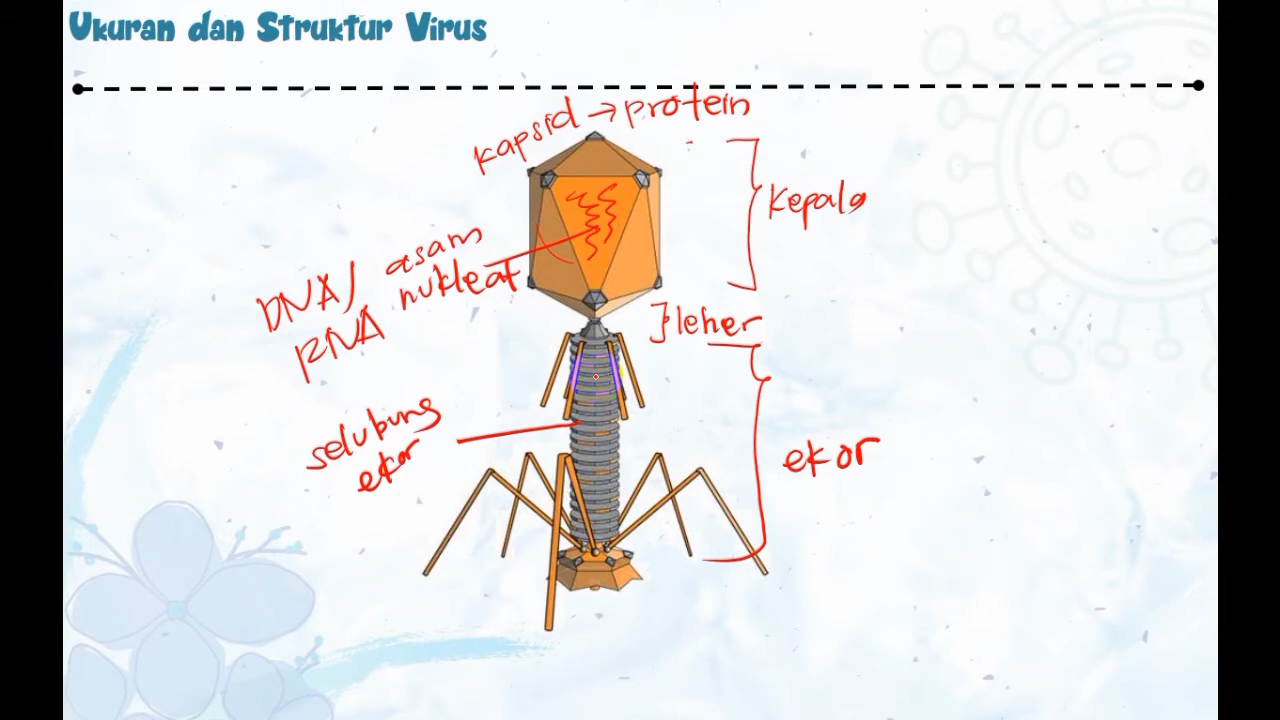 Ukuran dan Struktur Virus
kapsid → protein
kepala
DNA/
RNA
asam
nukleat
leher
selubung
ekor
ekor